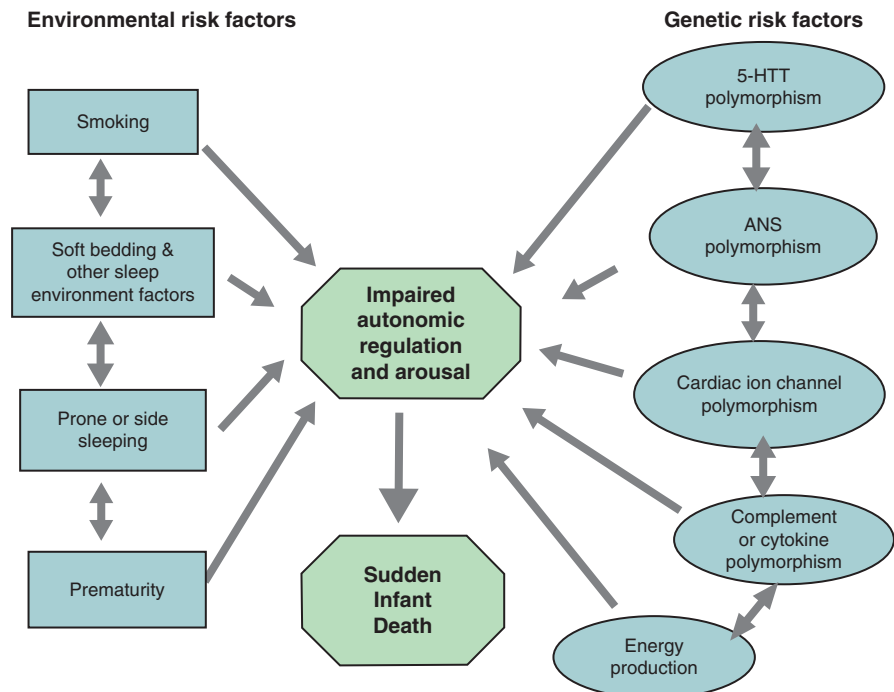 Environmental risk factors
Smoking
Soft bedding &
other sleep
environment factors
Prone or side
sleeping
Prematurity
Impaired
autonomic
regulation
and arousal
Sudden
Infant
Death
Genetic risk factors
5-HTT
polymorphism
ANS
polymorphism
Cardiac ion channel
polymorphism
Complement
or cytokine
polymorphism
Energy
production